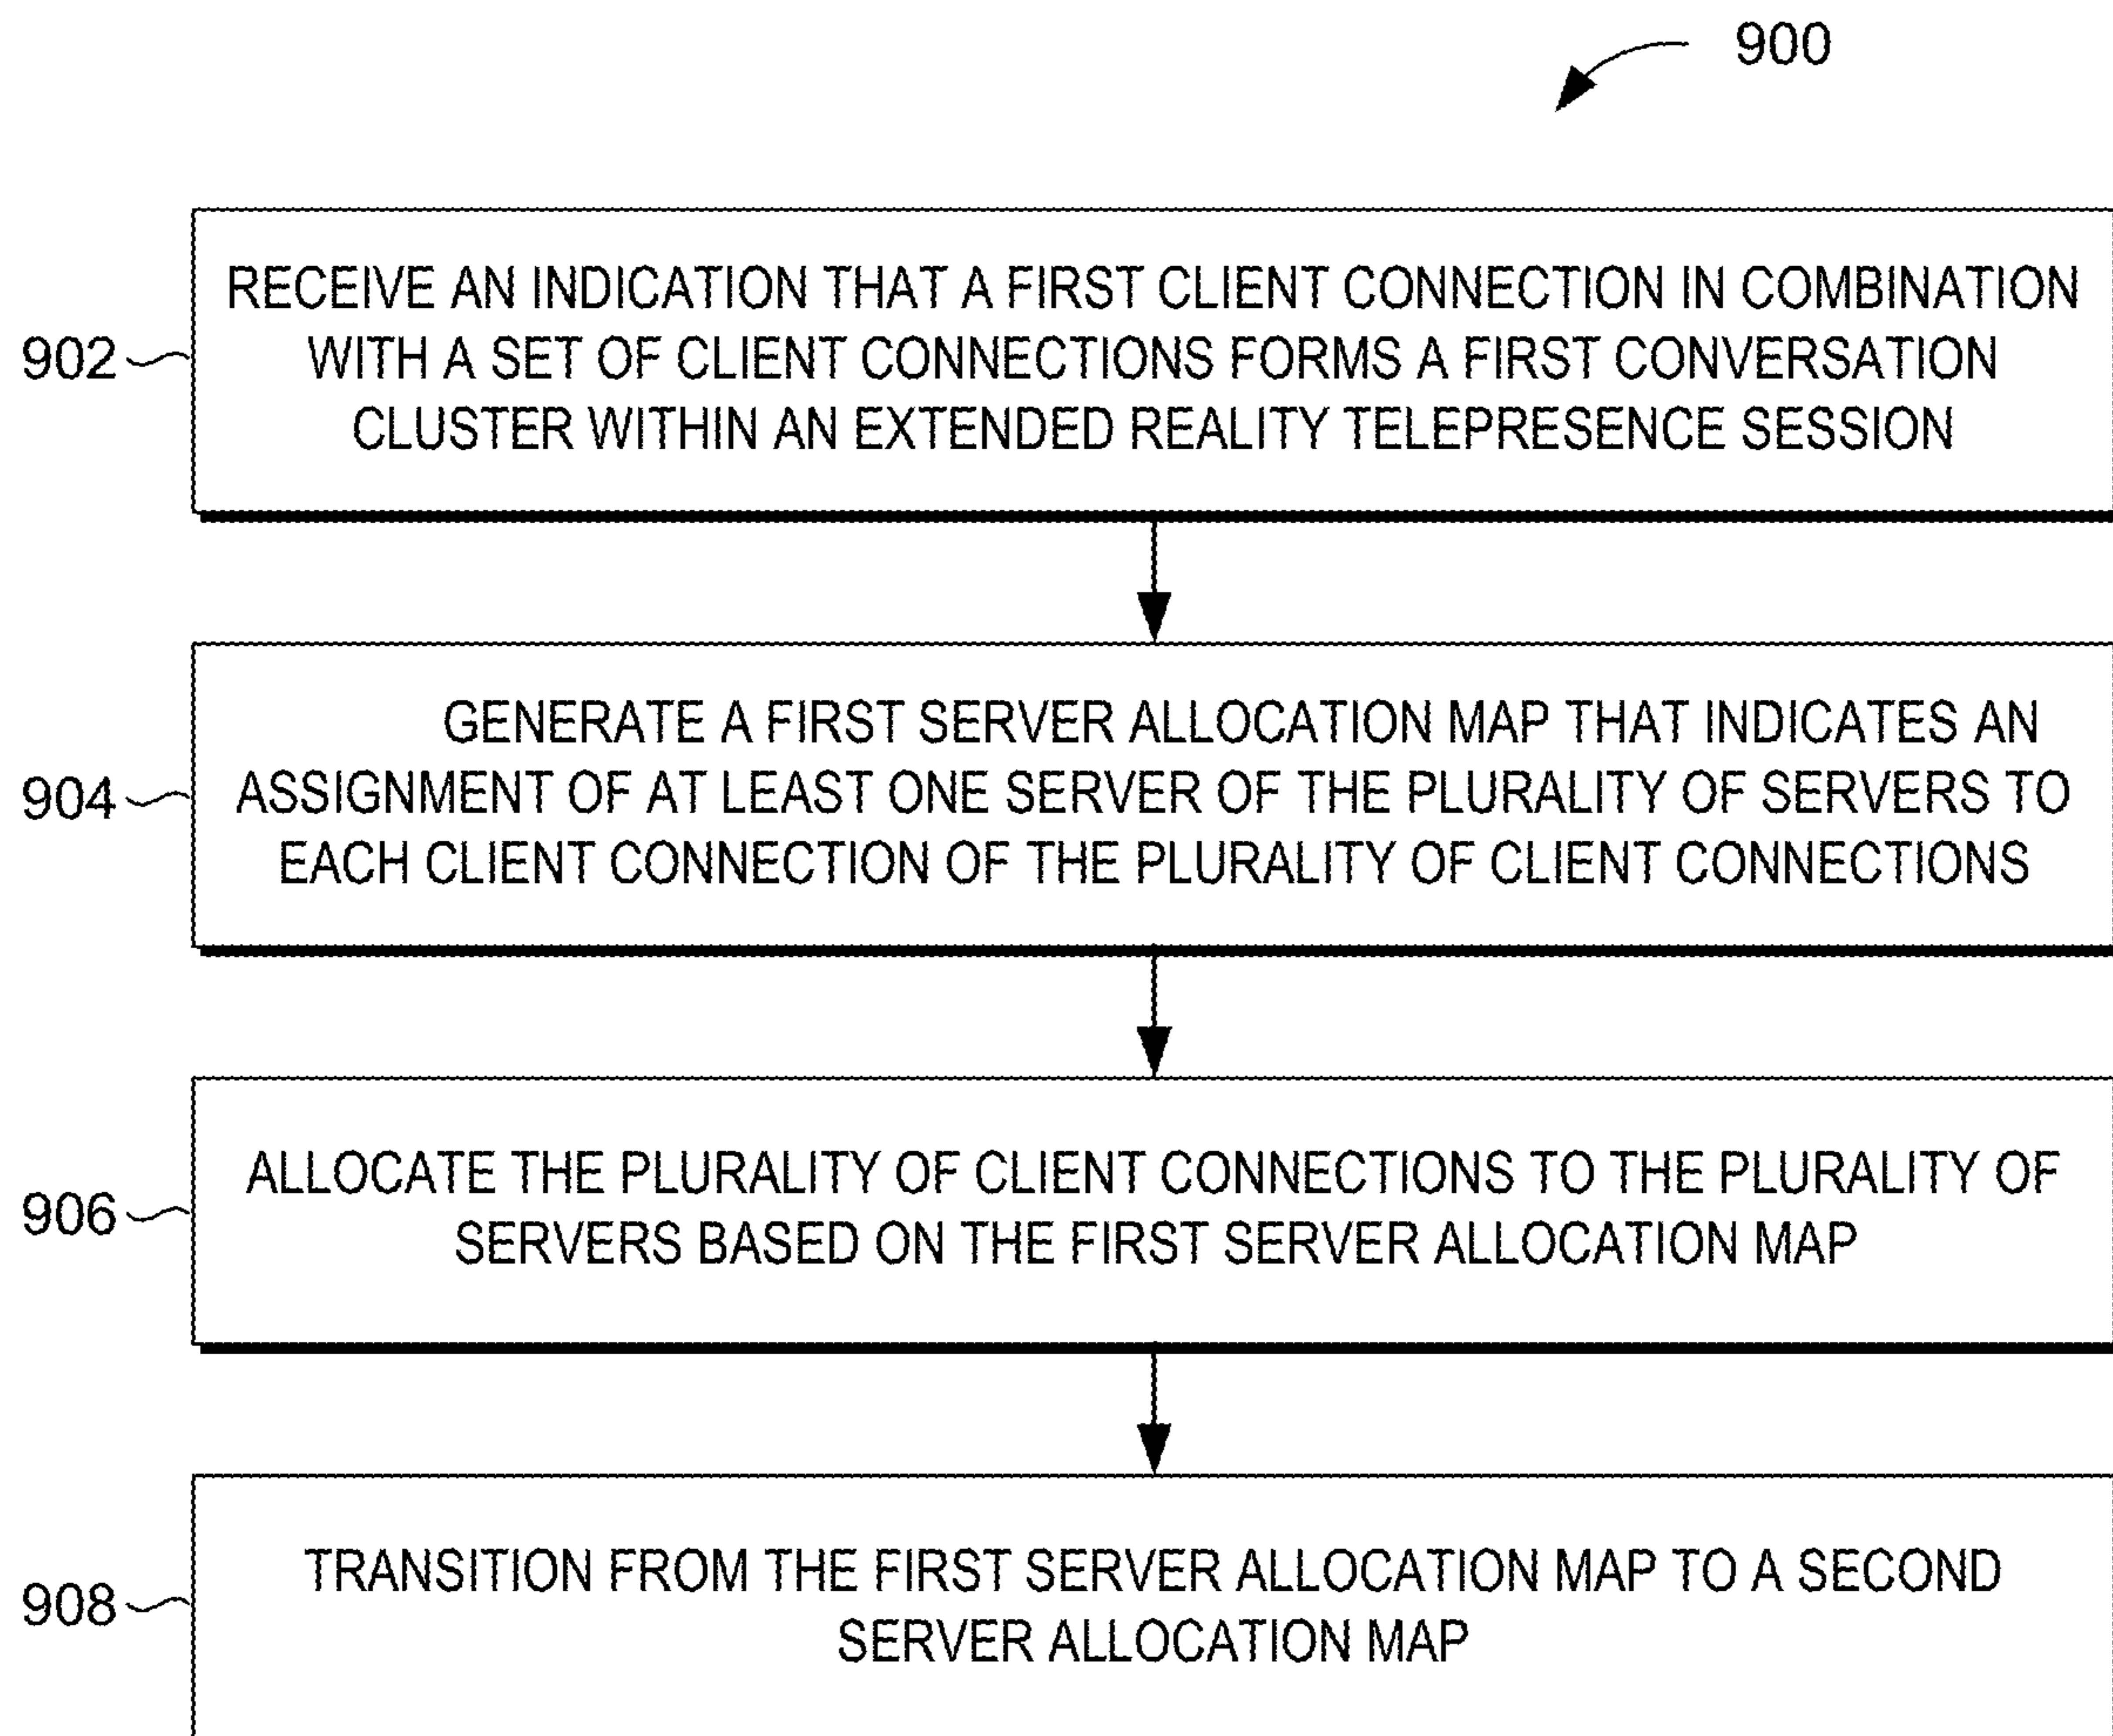 900
RECEIVE AN INDICATION THAT A FIRST CLIENT CONNECTION IN COMBINATION
902
WITH A SET OF CLIENT CONNECTIONS FORMS A FIRST CONVERSATION
CLUSTER WITHIN AN EXTENDED REALITY TELEPRESENCE SESSION
GENERATE A FIRST SERVER ALLOCATION MAP THAT INDICATES AN
904
ASSIGNMENT OF AT LEAST ONE SERVER OF THE PLURALITY OF SERVERS TO
EACH CLIENT CONNECTION OF THE PLURALITY OF CLIENT CONNECTIONS
906
ALLOCATE THE PLURALITY OF CLIENT CONNECTIONS TO THE PLURALITY OF
SERVERS BASED ON THE FIRST SERVER ALLOCATION MAP
908
TRANSITION FROM THE FIRST SERVER ALLOCATION MAP TO A SECOND
SERVER ALLOCATION MAP